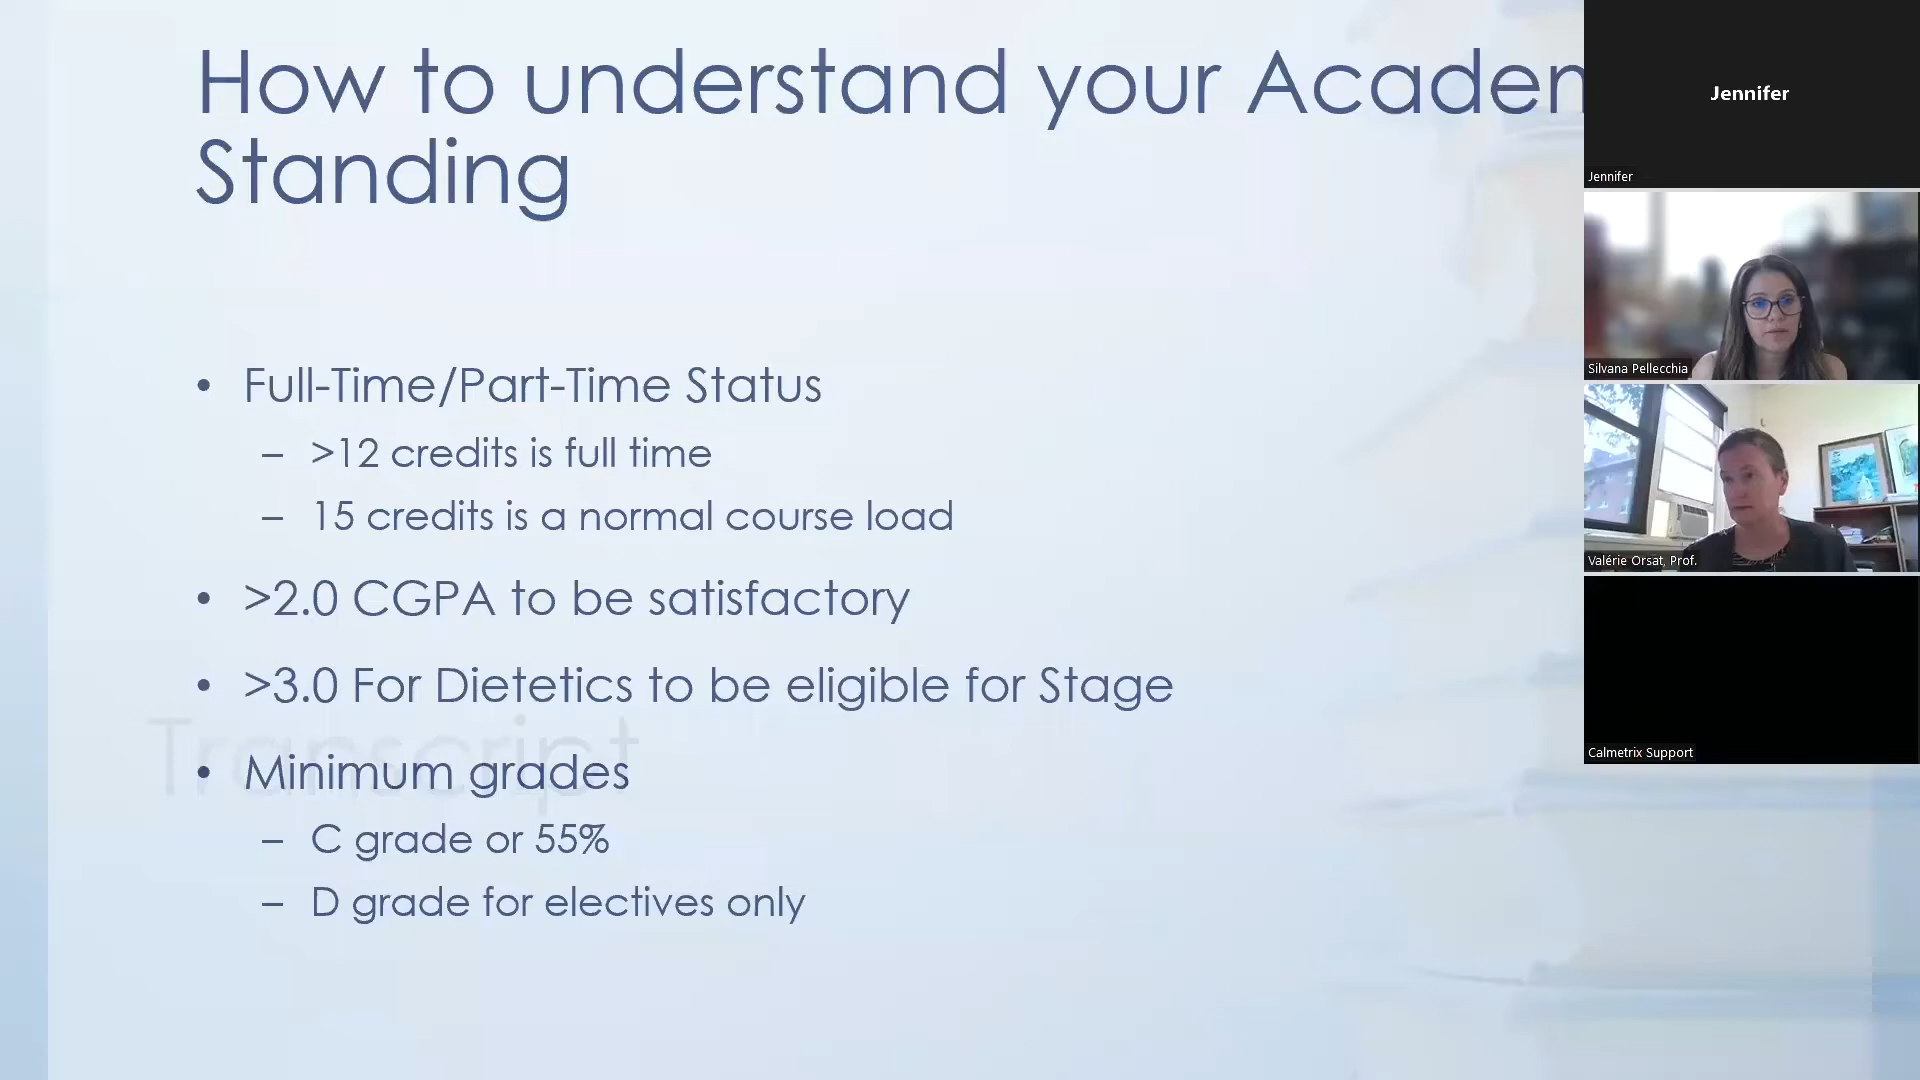 How to understand your Academ
Standing
• Full-Time/Part-Time Status
– >12 credits is full time
– 15 credits is a normal course load
• >2.0 CGPA to be satisfactory
• >3.0 For Dietetics to be eligible for Stage
Transcript
• Minimum grades
– C grade or 55%
– D grade for electives only
Jennifer
Jennifer
Silvana Pellecchia
Valérie Orsat, Prof.
Calmetrix Support